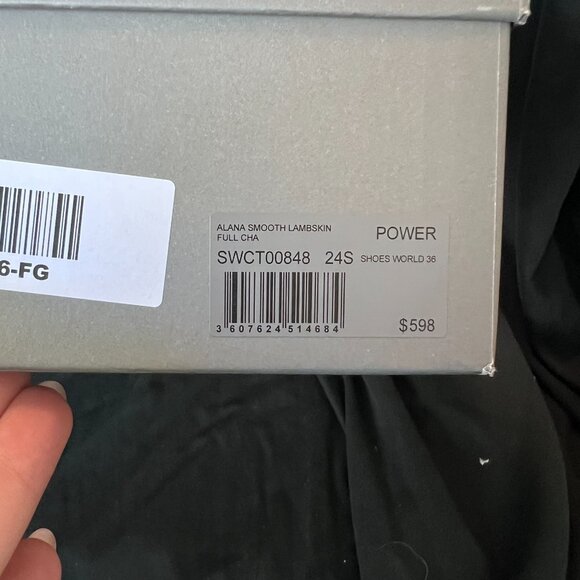 6-FG
ALANA SMOOTH LAMBSKIN
FULL CHA
POWER
SWCT00848 24S SHOES WORLD 36
3607624514684
$598